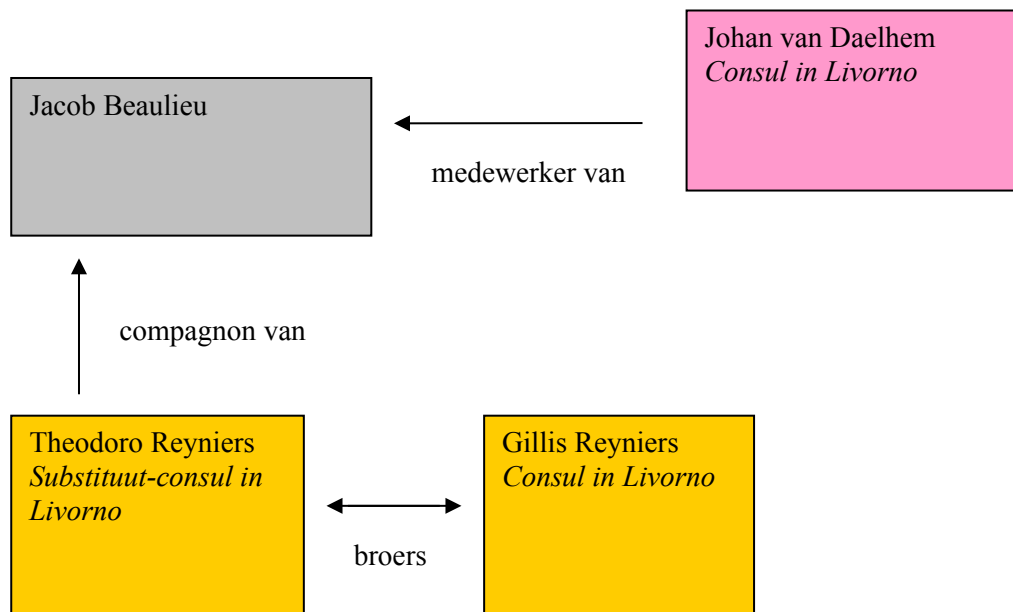 Johan van Daelhem
Consul in Livorno
Jacob Beaulieu
medewerker van
compagnon van
Theodoro Reyniers
Substituut-consul in
Livorno
Gillis Reyniers
Consul in Livorno
broers